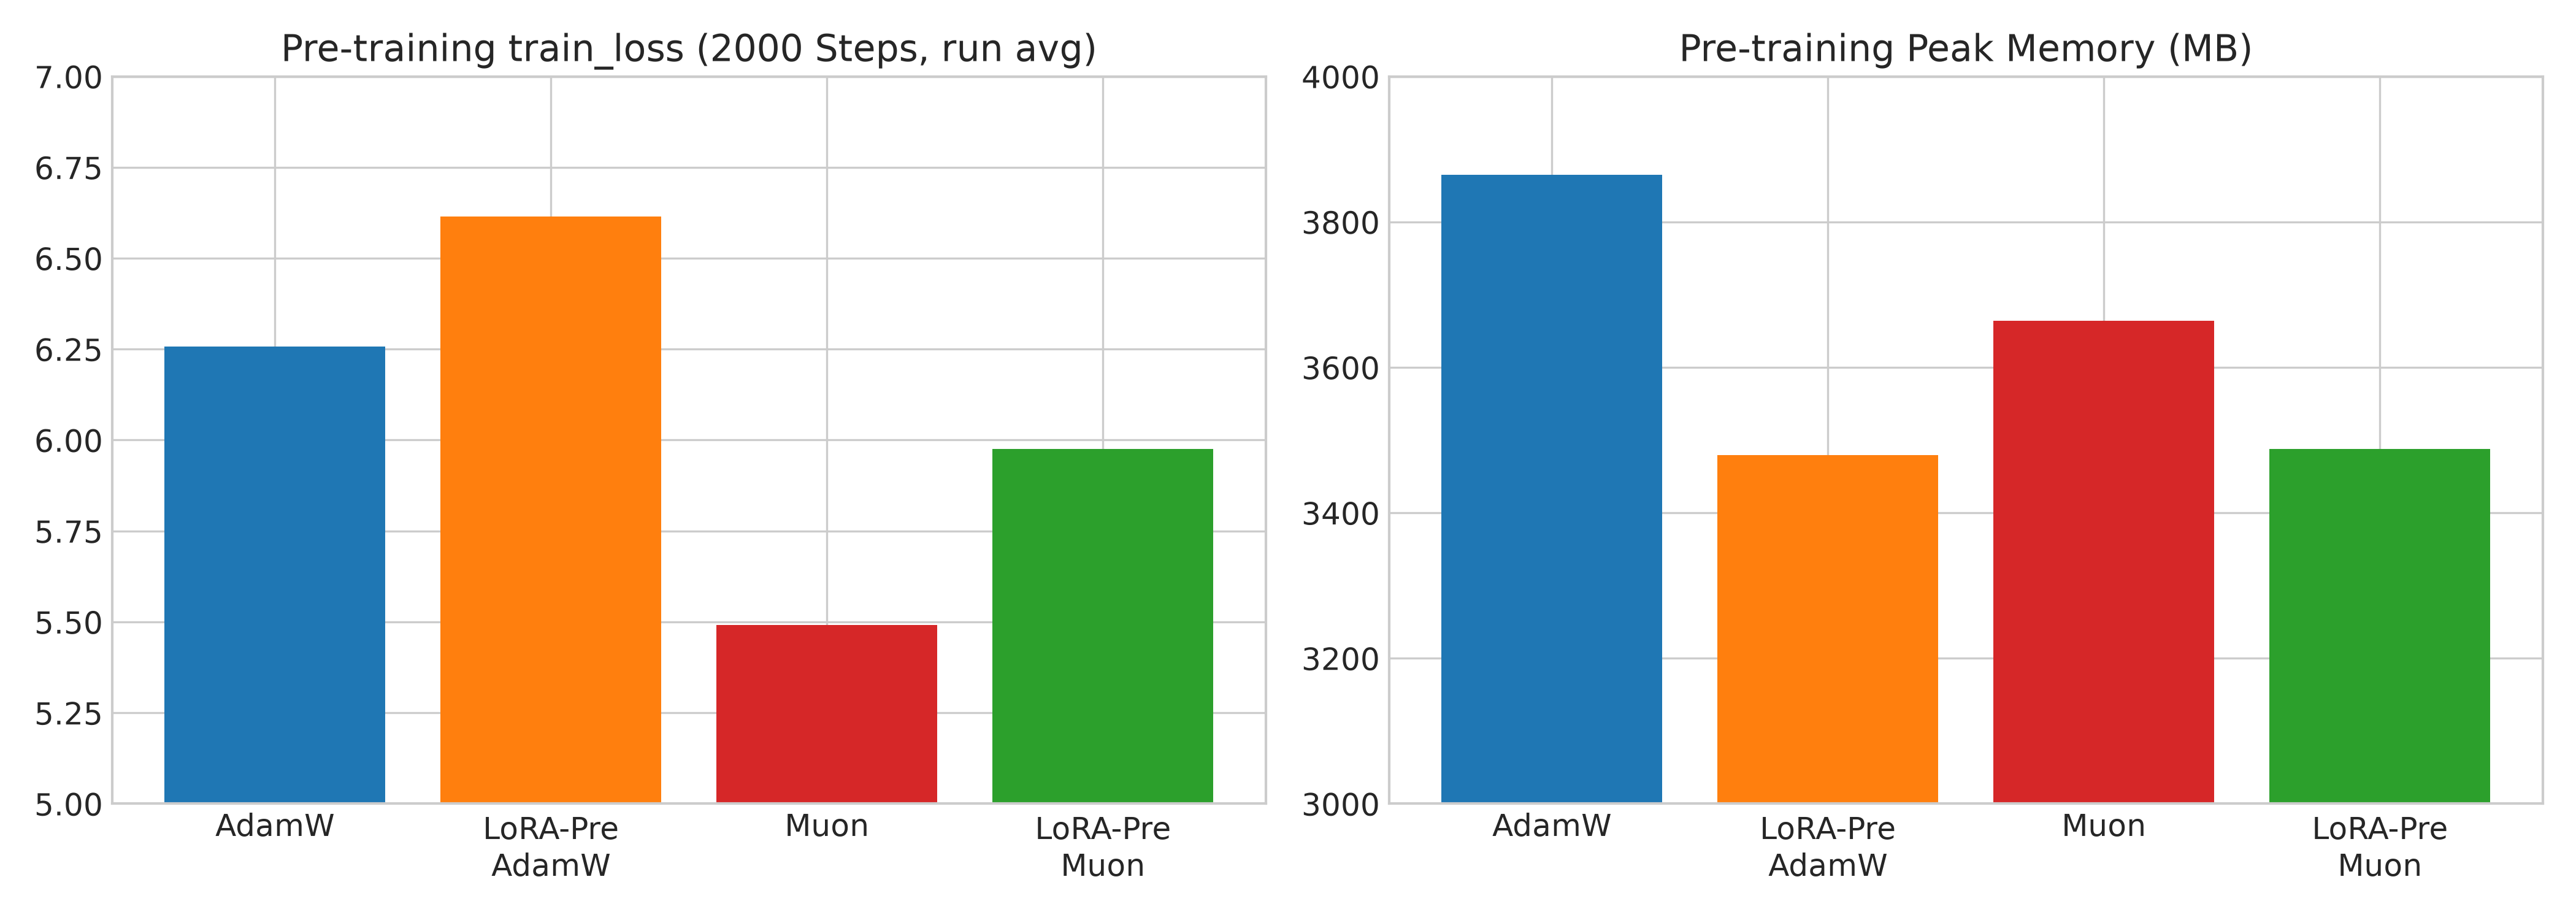 Pre-training train_loss (2000 Steps, run avg)
7.00
6.75
6.50
6.25
6.00
5.75
5.50
5.25
5.00
AdamW
LoRA-Pre
AdamW
Muon
LoRA-Pre
Muon
Pre-training Peak Memory (MB)
4000
3800
3600
3400
3200
3000
AdamW
LoRA-Pre
AdamW
Muon
LoRA-Pre
Muon